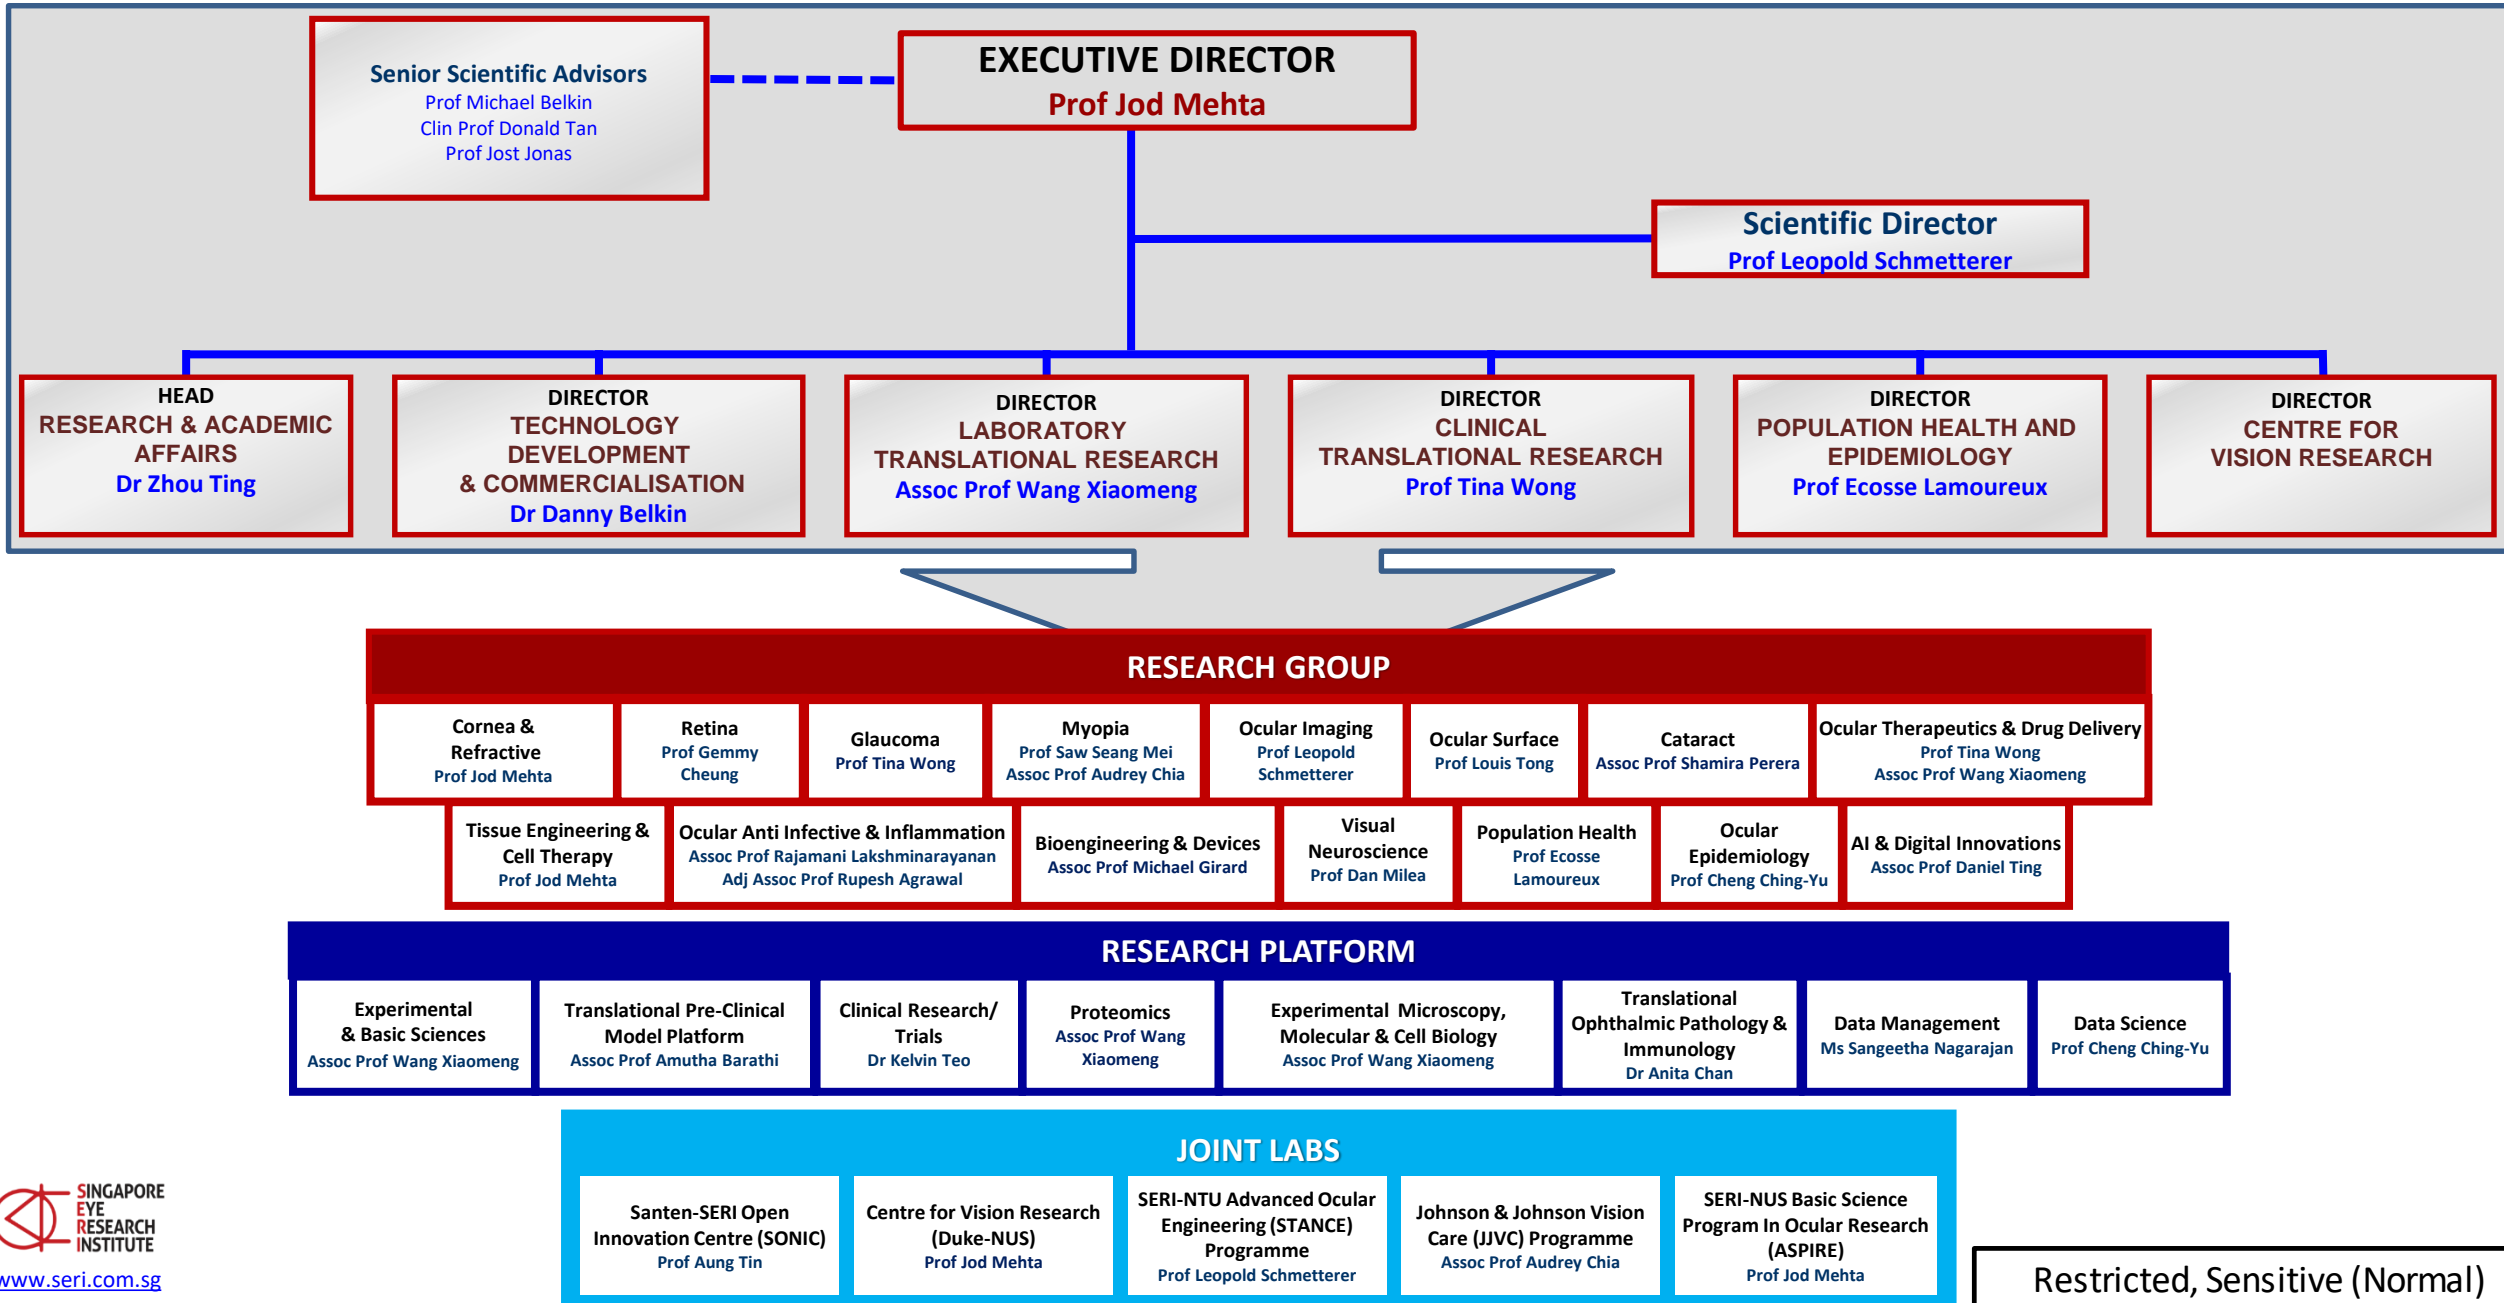 Senior Scientific Advisors
Prof Michael Belkin
Clin Prof Donald Tan
Prof Jost Jonas
EXECUTIVE DIRECTOR
Prof Jod Mehta
Scientific Director
Prof Leopold Schmetterer
HEAD
RESEARCH & ACADEMIC
AFFAIRS
Dr Zhou Ting
DIRECTOR
TECHNOLOGY
DEVELOPMENT
& COMMERCIALISATION
Dr Danny Belkin
DIRECTOR
LABORATORY
TRANSLATIONAL RESEARCH
Assoc Prof Wang Xiaomeng
DIRECTOR
CLINICAL
TRANSLATIONAL RESEARCH
Prof Tina Wong
DIRECTOR
POPULATION HEALTH AND
EPIDEMIOLOGY
Prof Ecosse Lamoureux
DIRECTOR
CENTRE FOR
VISION RESEARCH
RESEARCH GROUP
Cornea &
Refractive
Prof Jod Mehta
Retina
Prof Gemmy
Cheung
Glaucoma
Prof Tina Wong
Myopia
Prof Saw Seang Mei
Assoc Prof Audrey Chia
Ocular Imaging
Prof Leopold
Schmetterer
Ocular Surface
Prof Louis Tong
Cataract
Assoc Prof Shamira Perera
Ocular Therapeutics & Drug Delivery
Prof Tina Wong
Assoc Prof Wang Xiaomeng
Tissue Engineering &
Cell Therapy
Prof Jod Mehta
Ocular Anti Infective & Inflammation
Assoc Prof Rajamani Lakshminarayanan
Adj Assoc Prof Rupesh Agrawal
Bioengineering & Devices
Assoc Prof Michael Girard
Visual
Neuroscience
Prof Dan Milea
Population Health
Prof Ecosse
Lamoureux
Ocular
Epidemiology
Prof Cheng Ching-Yu
AI & Digital Innovations
Assoc Prof Daniel Ting
RESEARCH PLATFORM
Experimental
& Basic Sciences
Assoc Prof Wang Xiaomeng
Translational Pre-Clinical
Model Platform
Assoc Prof Amutha Barathi
Clinical Research/
Trials
Dr Kelvin Teo
Proteomics
Assoc Prof Wang
Xiaomeng
Experimental Microscopy,
Molecular & Cell Biology
Assoc Prof Wang Xiaomeng
Translational
Ophthalmic Pathology &
Immunology
Dr Anita Chan
Data Management
Ms Sangeetha Nagarajan
Data Science
Prof Cheng Ching-Yu
JOINT LABS
Santen-SERI Open
Innovation Centre (SONIC)
Prof Aung Tin
Centre for Vision Research
(Duke-NUS)
Prof Jod Mehta
SERI-NTU Advanced Ocular
Engineering (STANCE)
Programme
Prof Leopold Schmetterer
Johnson & Johnson Vision
Care (JJVC) Programme
Assoc Prof Audrey Chia
SERI-NUS Basic Science
Program In Ocular Research
(ASPIRE)
Prof Jod Mehta
SINGAPORE
EYE
RESEARCH
INSTITUTE
www.seri.com.sg
Restricted, Sensitive (Normal)